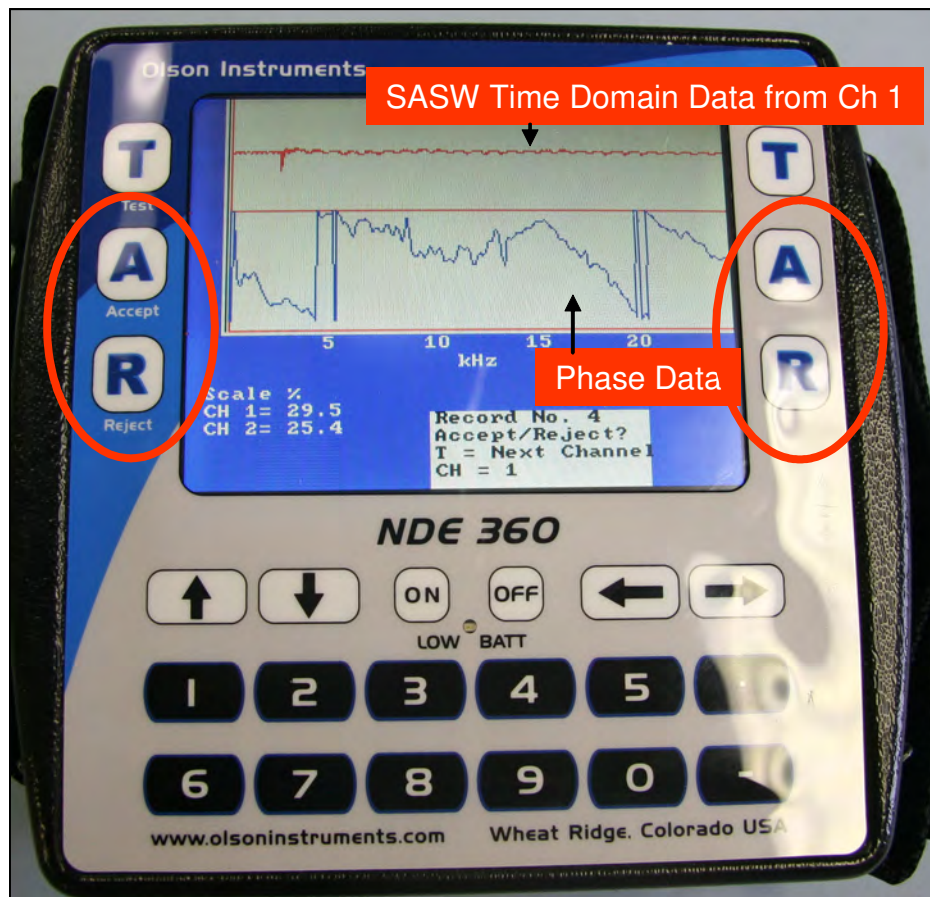 Olson Instruments
SASW Time Domain Data from Ch 1
T
Test
A
Accept
R
Reject
T
A
R
5 10 15 20
kHz
Phase Data
Scale %
CH 1= 29.5
CH 2= 25.4
Record No. 4
Accept/Reject?
T = Next Channel
CH = 1
NDE 360
ON OFF
LOW BATT
1 2 3 4 5 .
6 7 8 9 0 -
www.olsoninstruments.com Wheat Ridge, Colorado USA